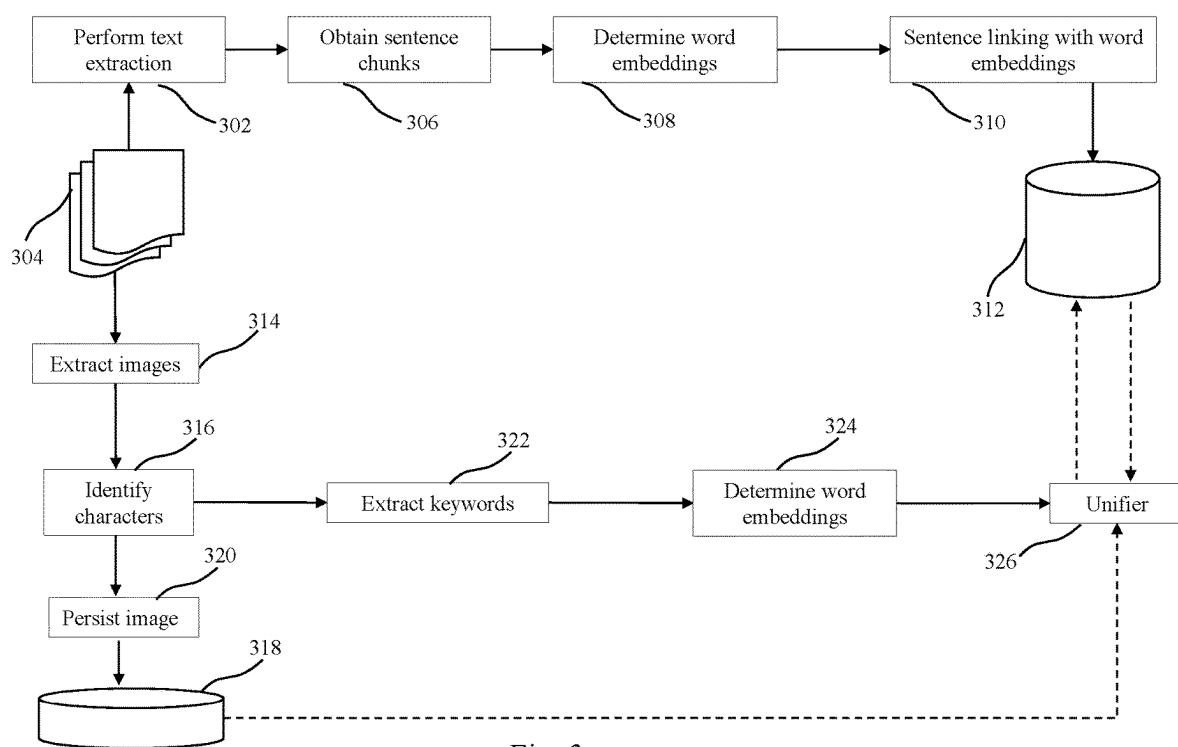 Perform text
extraction
Obtain sentence
chunks
Determine word
embeddings
Sentence linking with word
embeddings
302
306
308
310
304
312
314
Extract images
316
322
324
Identify
characters
Extract keywords
Determine word
embeddings
Unifier
320
326
Persist image
318